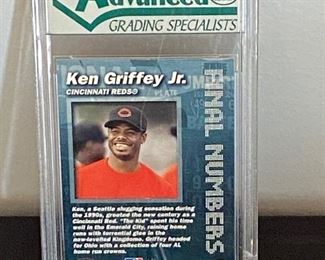 Advanced
GRADING SPECIALISTS
Ken Griffey Jr.
CINCINNATI REDS®
FINAL NUMBERS
Ken, a Seattle slugging sensation during
the 1990s, greeted the new century as a
Cincinnati Red. "The Kid" spent his time
well in the Emerald City, raining home
runs with torrential glee in the
now-levelled Kingdome. Griffey headed
for Ohio with a collection of four AL
home run crowns.